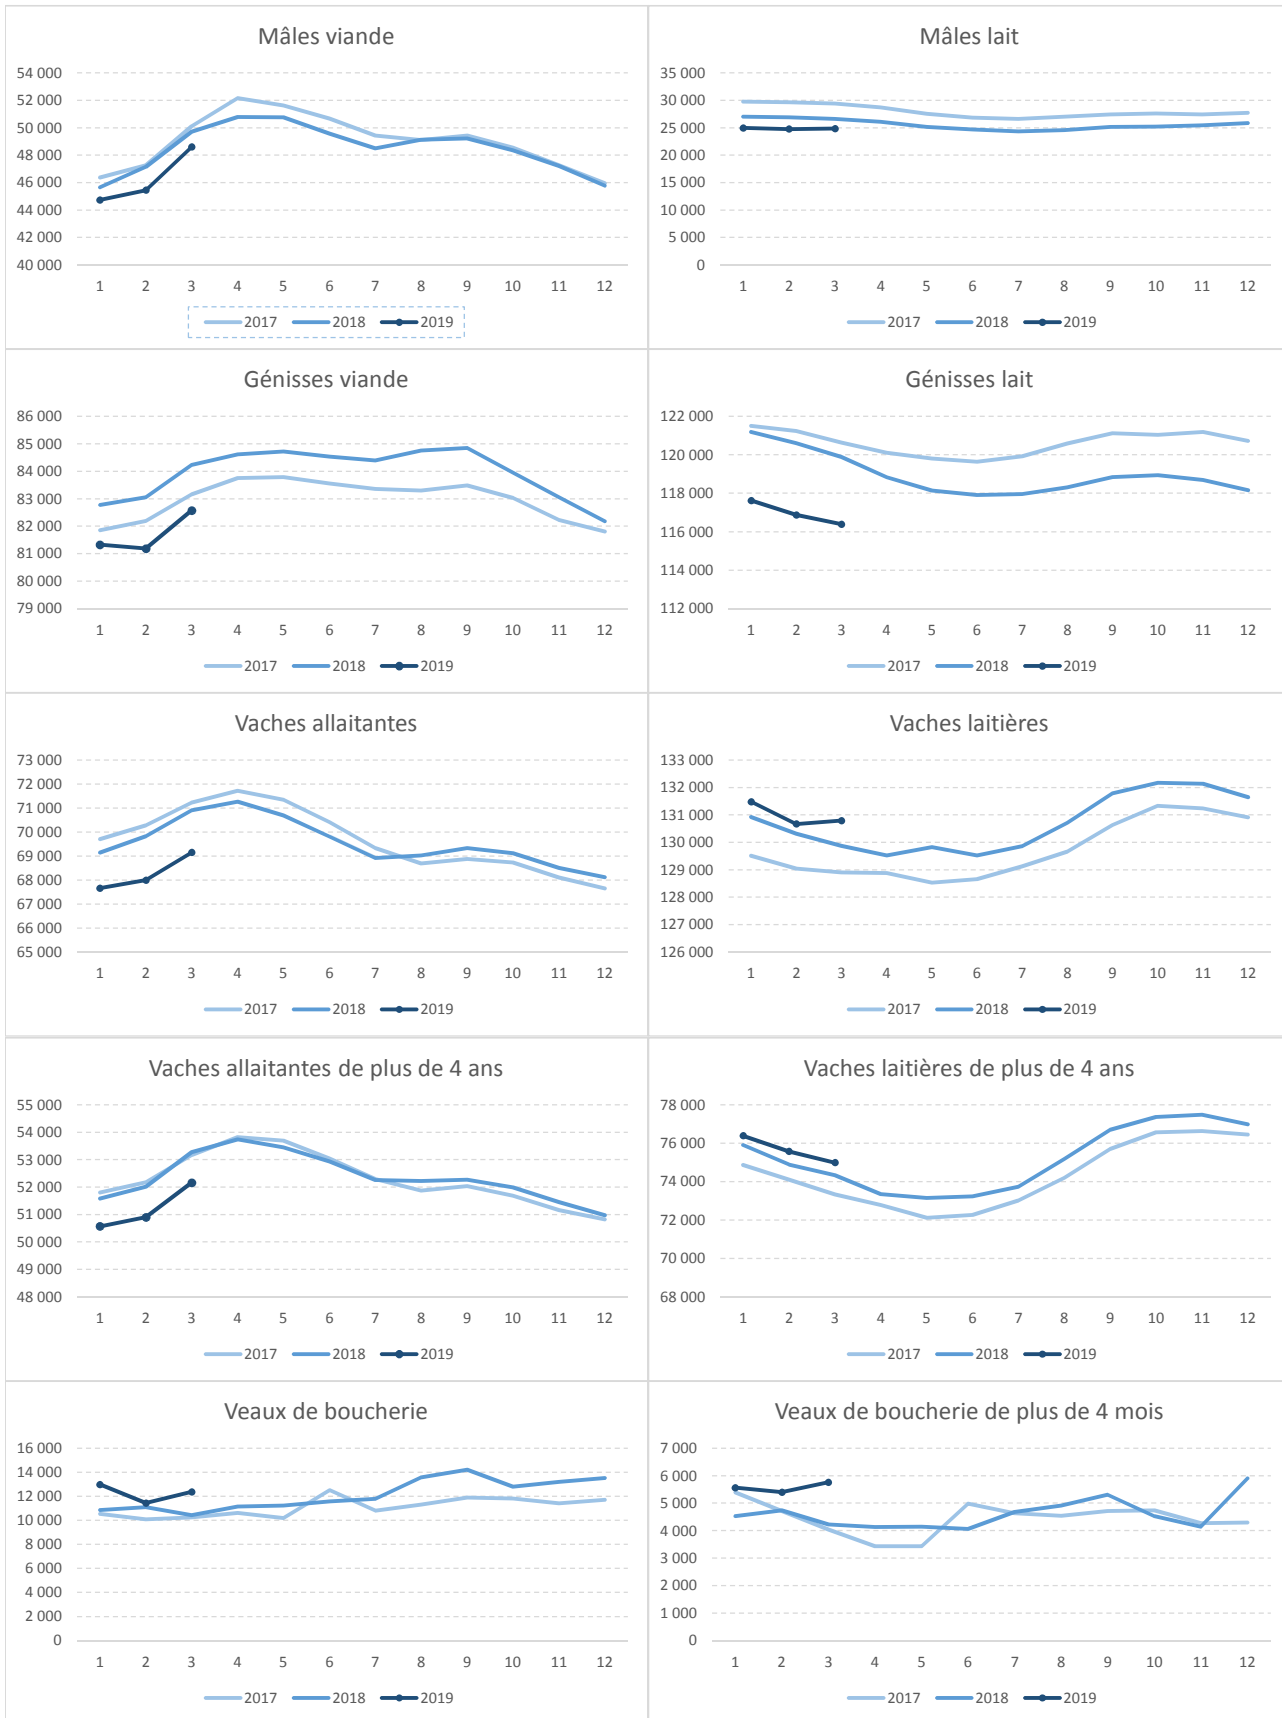 Mâles viande
54 000
52 000
50 000
48 000
46 000
44 000
42 000
40 000
1 2 3 4 5 6 7 8 9 10 11 12
2017 2018 2019
Mâles lait
35 000
30 000
25 000
20 000
15 000
10 000
5 000
0
1 2 3 4 5 6 7 8 9 10 11 12
2017 2018 2019
Génisses viande
86 000
85 000
84 000
83 000
82 000
81 000
80 000
79 000
1 2 3 4 5 6 7 8 9 10 11 12
2017 2018 2019
Génisses lait
122 000
120 000
118 000
116 000
114 000
112 000
1 2 3 4 5 6 7 8 9 10 11 12
2017 2018 2019
Vaches allaitantes
73 000
72 000
71 000
70 000
69 000
68 000
67 000
66 000
65 000
1 2 3 4 5 6 7 8 9 10 11 12
2017 2018 2019
Vaches laitières
133 000
132 000
131 000
130 000
129 000
128 000
127 000
126 000
1 2 3 4 5 6 7 8 9 10 11 12
2017 2018 2019
Vaches allaitantes de plus de 4 ans
55 000
54 000
53 000
52 000
51 000
50 000
49 000
48 000
1 2 3 4 5 6 7 8 9 10 11 12
2017 2018 2019
Vaches laitières de plus de 4 ans
78 000
76 000
74 000
72 000
70 000
68 000
1 2 3 4 5 6 7 8 9 10 11 12
2017 2018 2019
Veaux de boucherie
16 000
14 000
12 000
10 000
8 000
6 000
4 000
2 000
0
1 2 3 4 5 6 7 8 9 10 11 12
2017 2018 2019
Veaux de boucherie de plus de 4 mois
7 000
6 000
5 000
4 000
3 000
2 000
1 000
0
1 2 3 4 5 6 7 8 9 10 11 12
2017 2018 2019